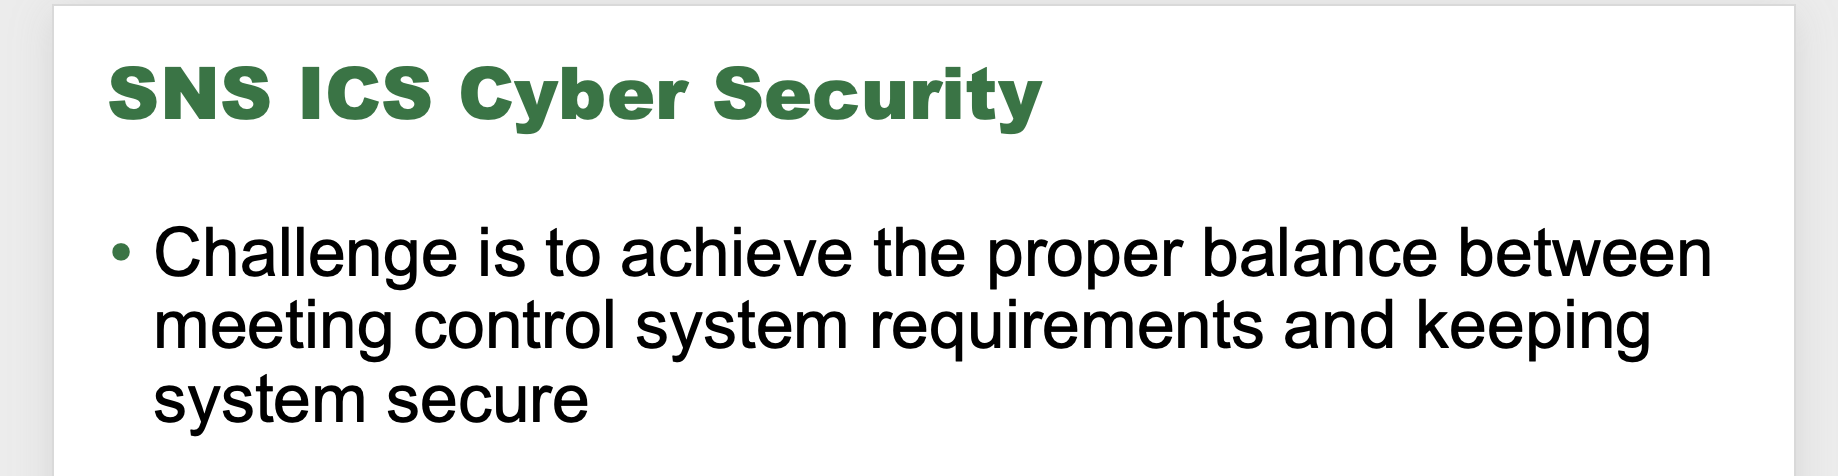 SNS ICS Cyber Security
• Challenge is to achieve the proper balance between
meeting control system requirements and keeping
system secure